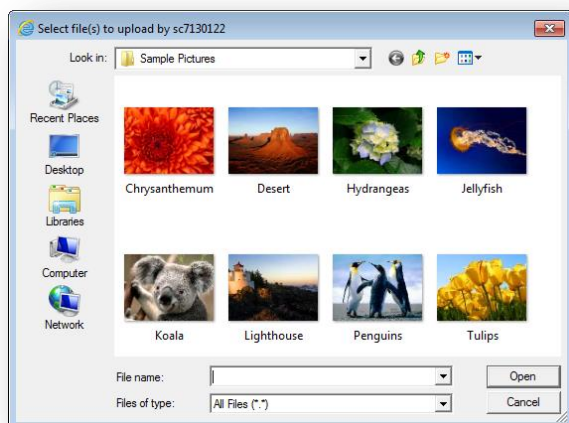 Select file(s) to upload by sc7130122
Look in:
Sample Pictures
Recent Places
Desktop
Libraries
Computer
Network
Chrysanthemum
Desert
Hydrangeas
Jellyfish
Koala
Lighthouse
Penguins
Tulips
File name:
Open
Files of type:
All Files (*.*)
Cancel